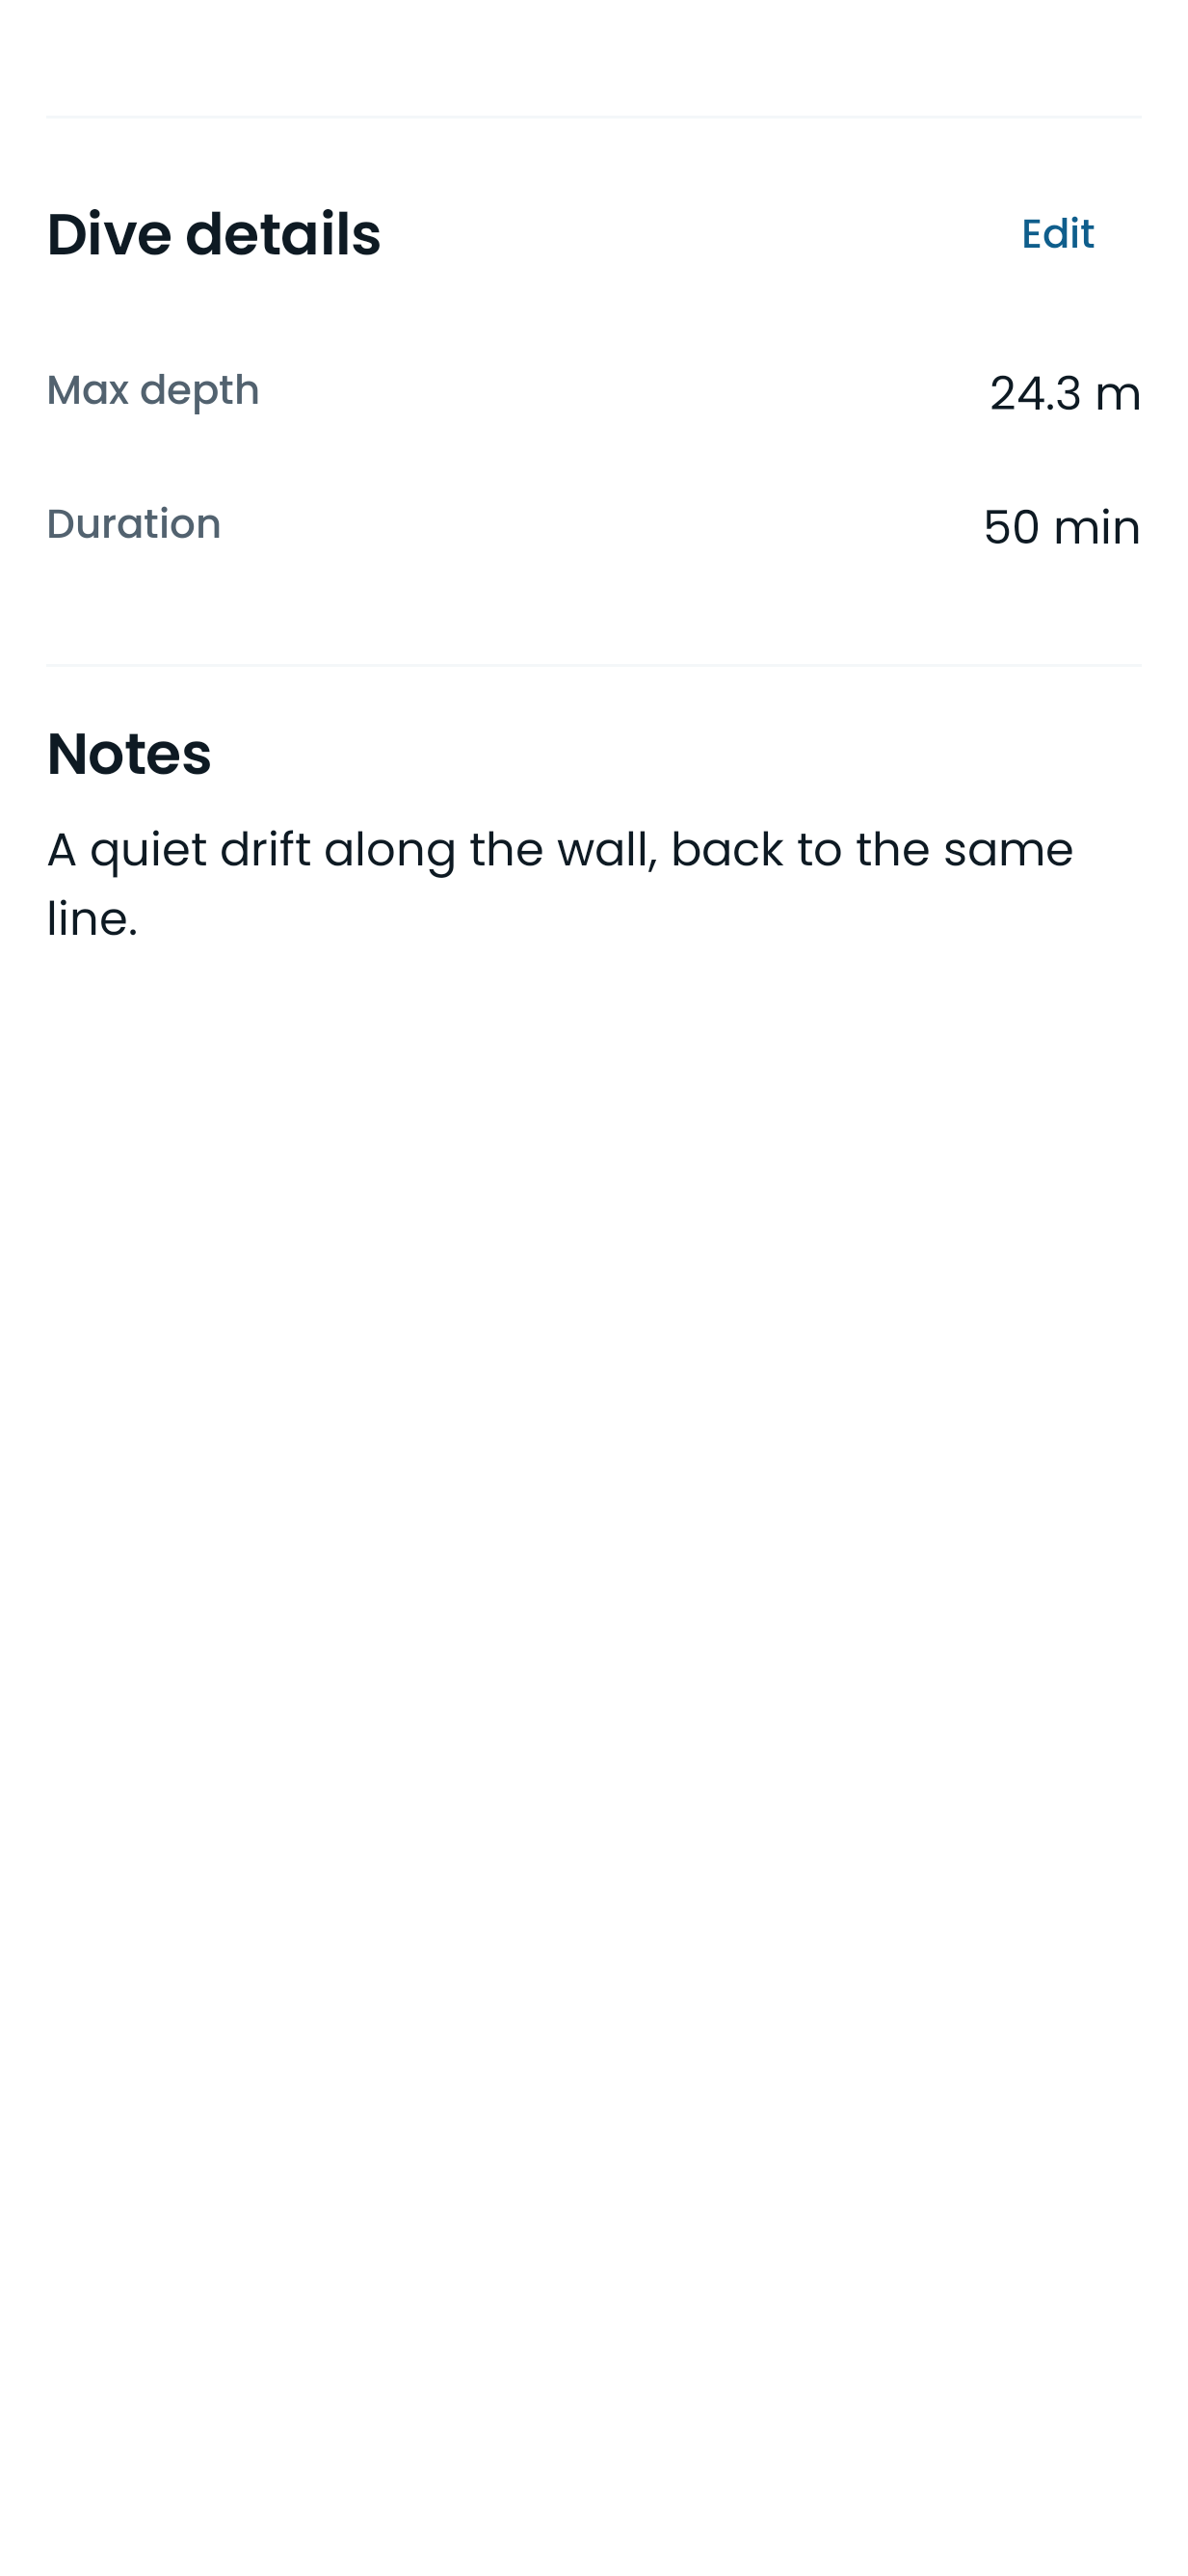 Dive details
Edit
Max depth
24.3 m
Duration
50 min
Notes
A quiet drift along the wall, back to the same
line.